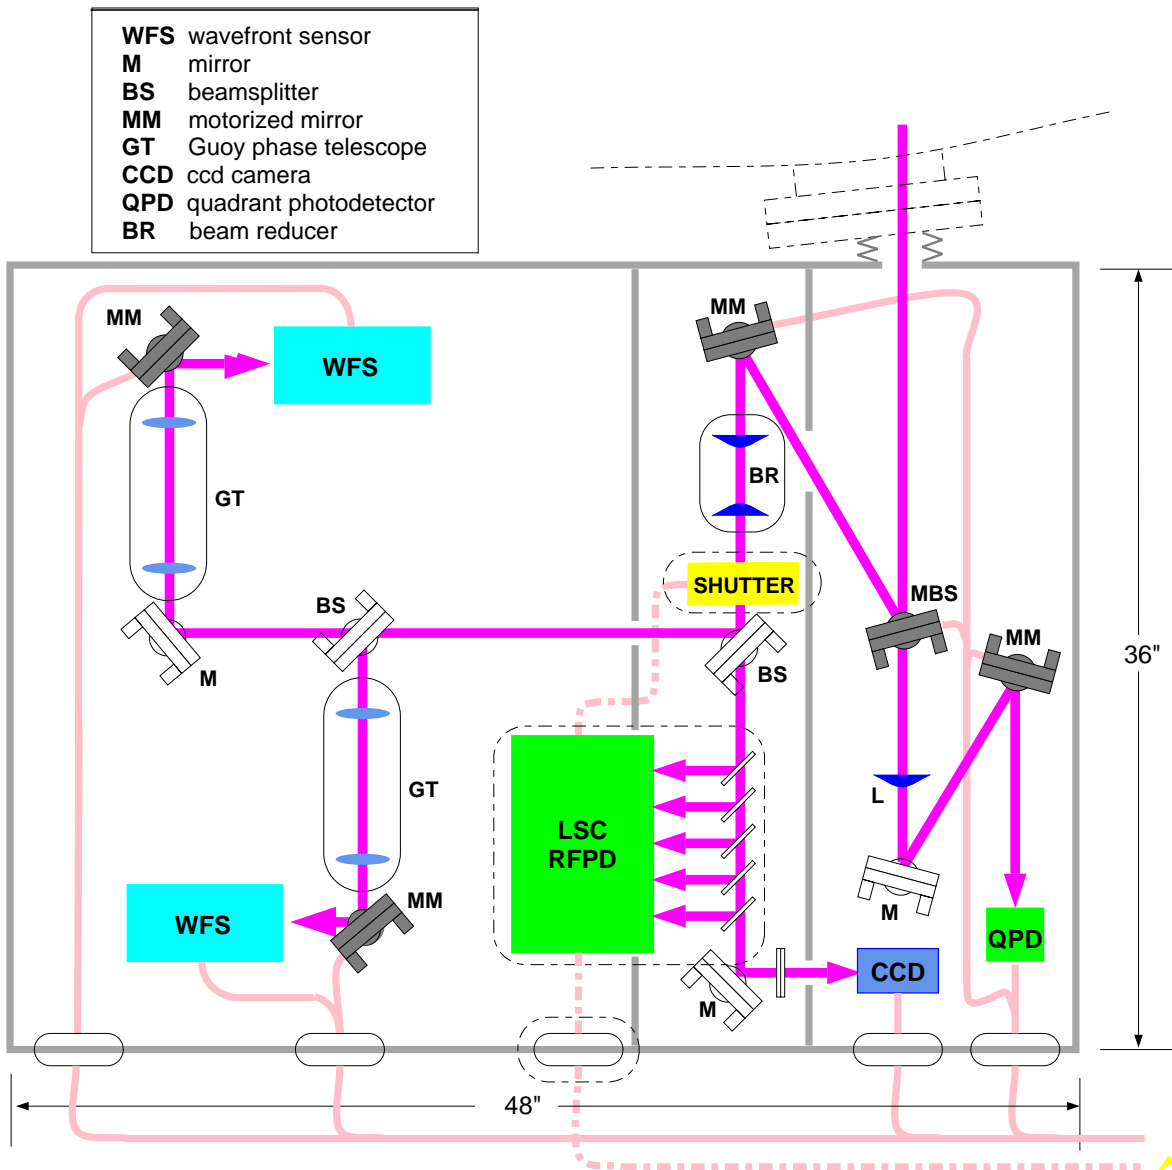 WFS wavefront sensor
M mirror
BS beamsplitter
MM motorized mirror
GT Guoy phase telescope
CCD ccd camera
QPD quadrant photodetector
BR beam reducer
MM
MM
WFS
GT
BR
SHUTTER
MBS
BS
MM
M
BS
36"
GT
L
LSC
RFPD
MM
M
WFS
QPD
CCD
M
48"